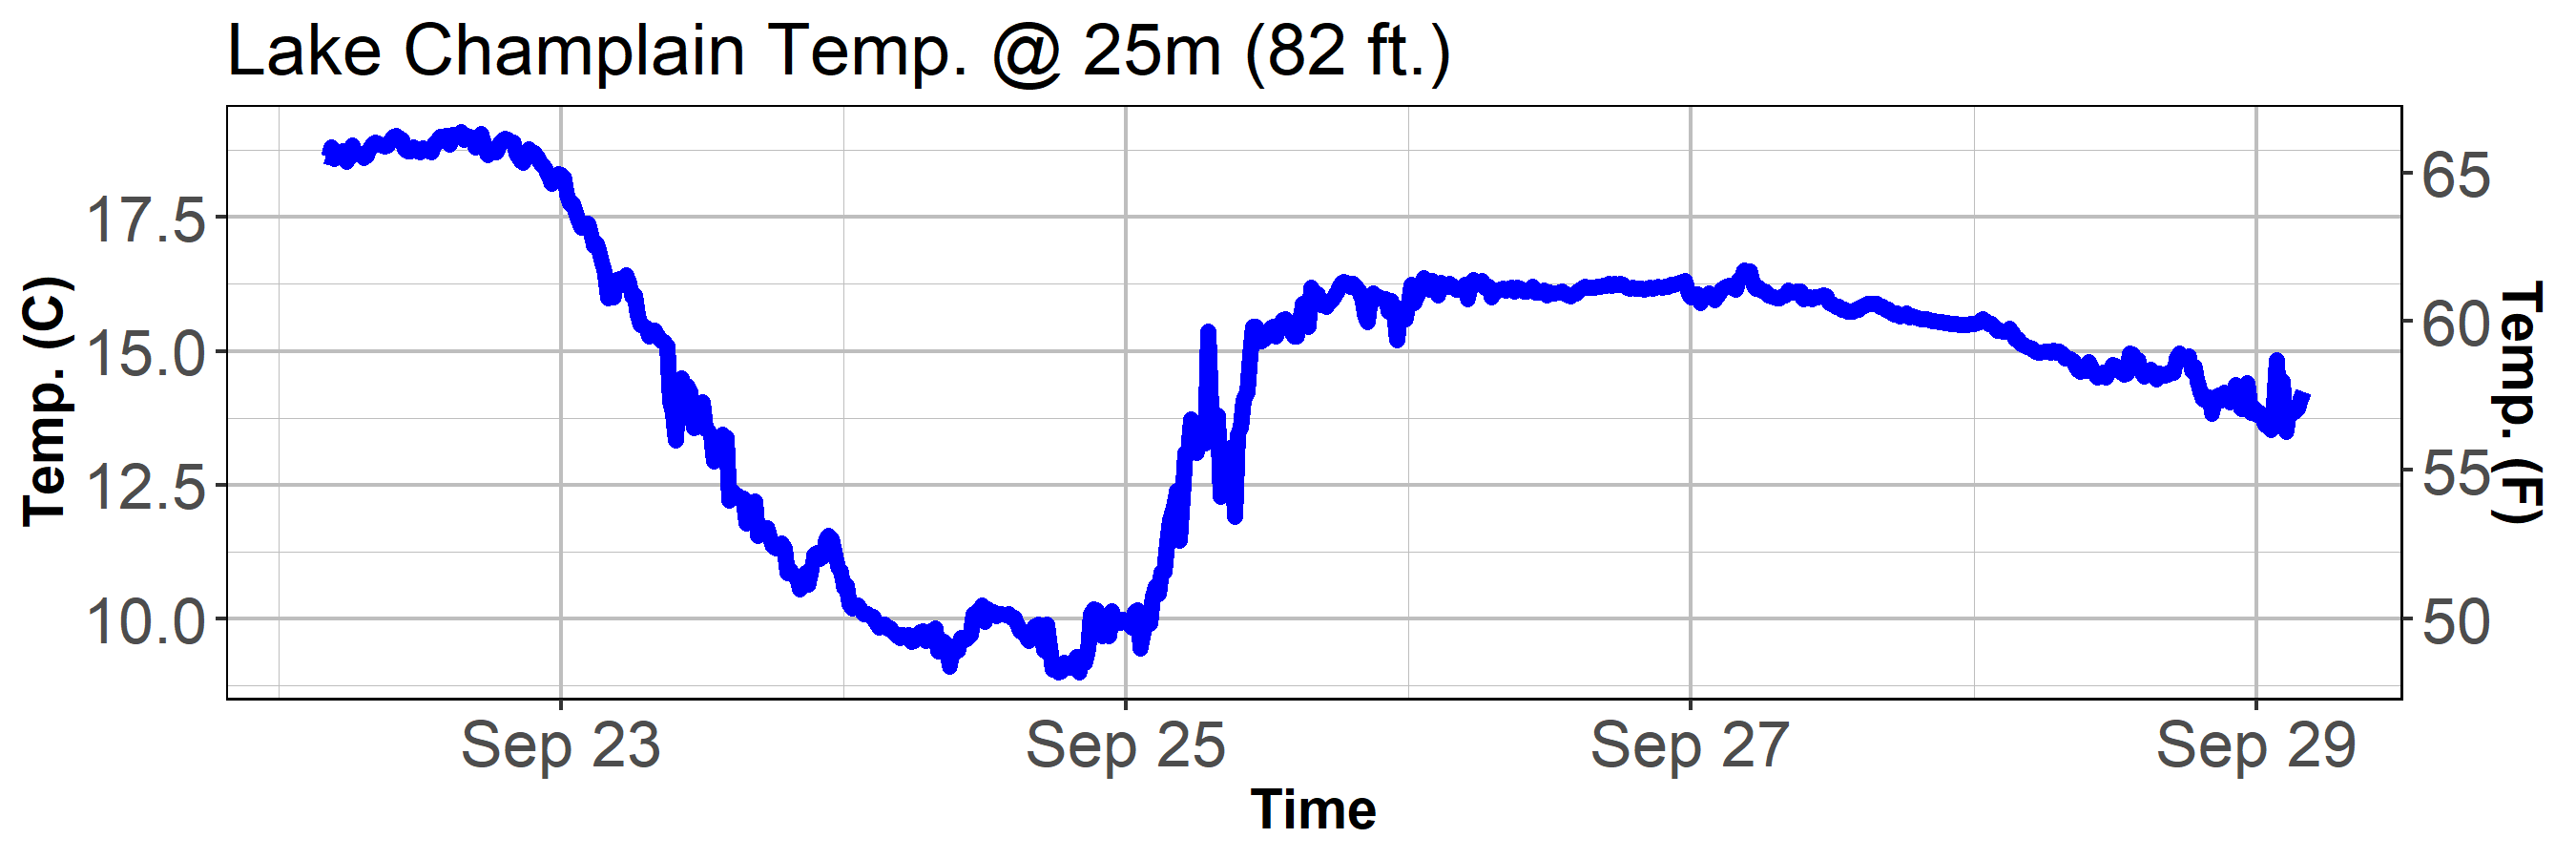 Lake Champlain Temp. @ 25m (82 ft.)
Temp. (C)
17.5
15.0
12.5
10.0
65
60
55
50
Temp. (F)
Sep 23 Sep 25 Sep 27 Sep 29
Time